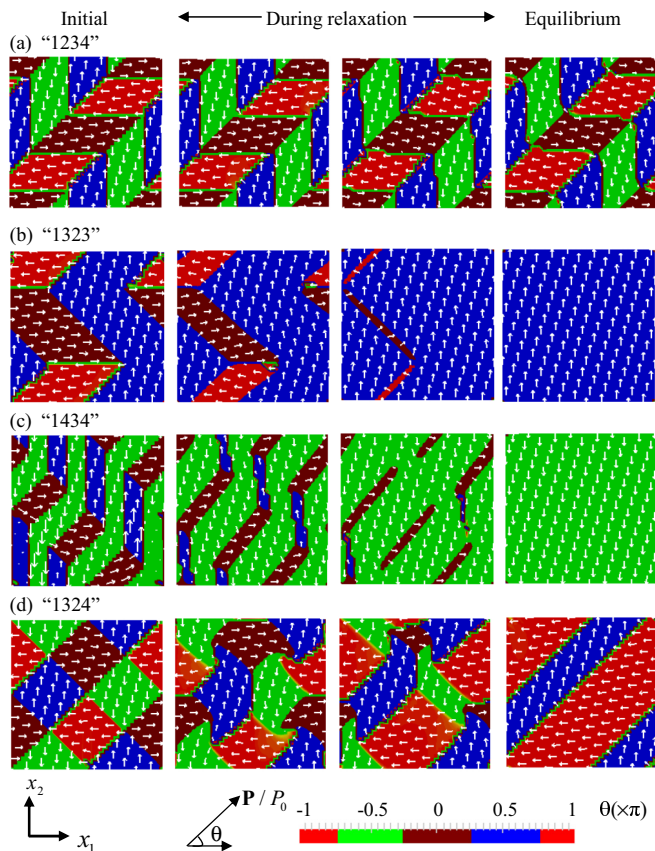 Initial During relaxation Equilibrium
(a) “1234”
(b) “1323”
(c) “1434”
(d) “1324”
x₂
x₁
P / P₀
θ
-1 -0.5 0 0.5 1 θ(×π)